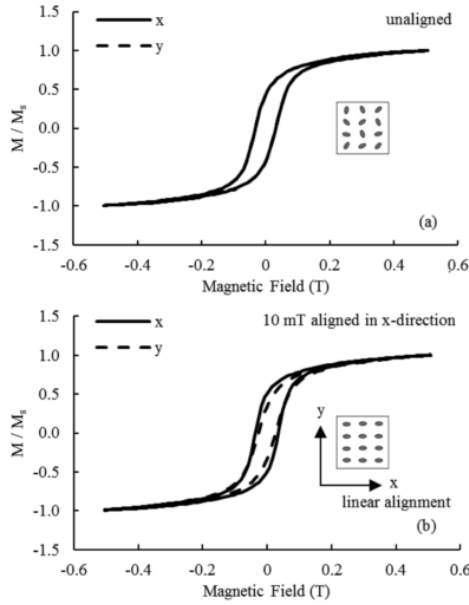 1.5
x
unaligned
y
1.0
0.5
M / Ms
0.0
-0.5
-1.0
(a)
-1.5
-0.6 -0.4 -0.2 0 0.2 0.4 0.6
Magnetic Field (T)
1.5
x
10 mT aligned in x-direction
y
1.0
0.5
M / Ms
y
0.0
-0.5
x
linear alignment
-1.0
(b)
-1.5
-0.6 -0.4 -0.2 0 0.2 0.4 0.6
Magnetic Field (T)